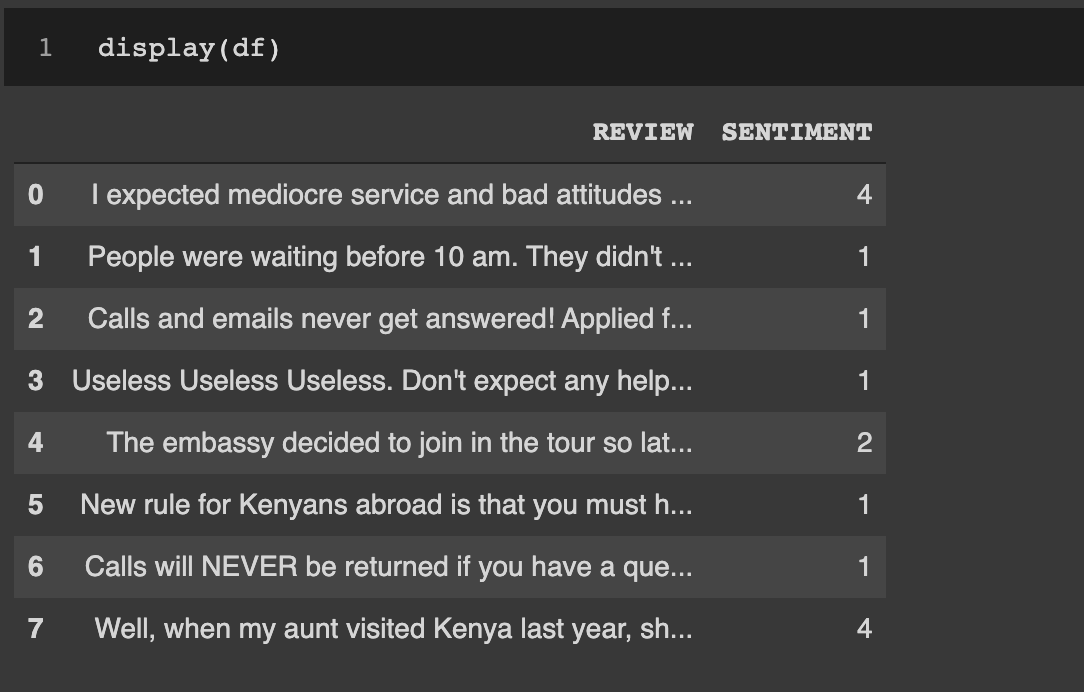 1 display(df)
REVIEW SENTIMENT
0 I expected mediocre service and bad attitudes ... 4
1 People were waiting before 10 am. They didn't ... 1
2 Calls and emails never get answered! Applied f... 1
3 Useless Useless Useless. Don't expect any help... 1
4 The embassy decided to join in the tour so lat... 2
5 New rule for Kenyans abroad is that you must h... 1
6 Calls will NEVER be returned if you have a que... 1
7 Well, when my aunt visited Kenya last year, sh... 4